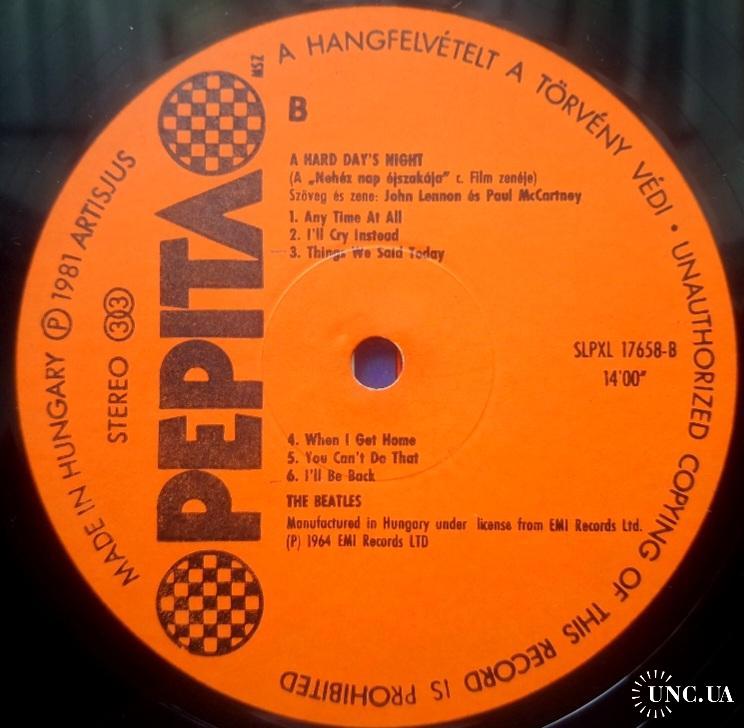 A HANGFELVÉTELT A TÖRVÉNY VÉDI • UNAUTHORIZED COPYING OF THIS RECORD IS PROHIBITED
MADE IN HUNGARY Ⓟ 1981 ARTISJUS
STEREO 33
PEPITA
MSZ
B
A HARD DAY'S NIGHT
(A „Nehéz nap éjszakája" c. Film zenéje)
Szöveg és zene: John Lennon és Paul McCartney
1. Any Time At All
2. I'll Cry Instead
3. Things We Said Today
SLPXL 17658-B
14'00"
4. When I Get Home
5. You Can't Do That
6. I'll Be Back
THE BEATLES
Manufactured in Hungary under license from EMI Records Ltd.
(P) 1964 EMI Records LTD
UNC.UA